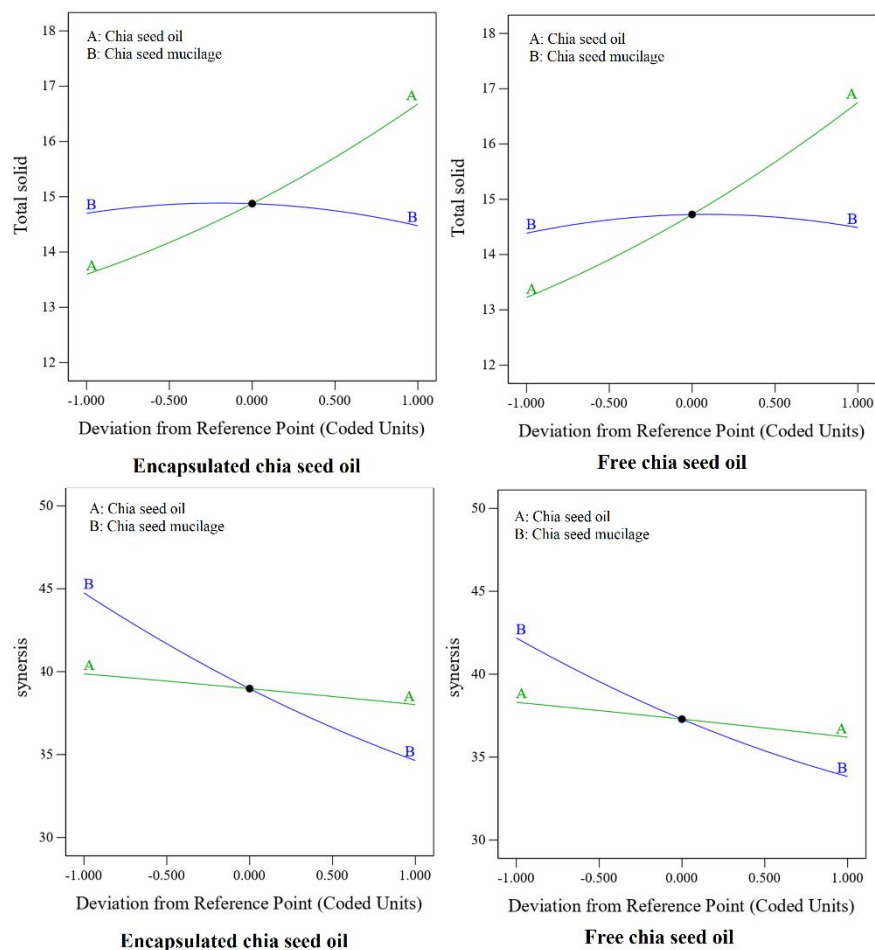 A: Chia seed oil
B: Chia seed mucilage
18
17
16
15
14
13
12
Total solid
A
B
B
A
-1.000 -0.500 0.000 0.500 1.000
Deviation from Reference Point (Coded Units)
Encapsulated chia seed oil
A: Chia seed oil
B: Chia seed mucilage
18
17
16
15
14
13
12
Total solid
A
B
B
A
-1.000 -0.500 0.000 0.500 1.000
Deviation from Reference Point (Coded Units)
Free chia seed oil
A: Chia seed oil
B: Chia seed mucilage
50
45
40
35
30
synersis
B
A
A
B
-1.000 -0.500 0.000 0.500 1.000
Deviation from Reference Point (Coded Units)
Encapsulated chia seed oil
A: Chia seed oil
B: Chia seed mucilage
50
45
40
35
30
synersis
B
A
A
B
-1.000 -0.500 0.000 0.500 1.000
Deviation from Reference Point (Coded Units)
Free chia seed oil